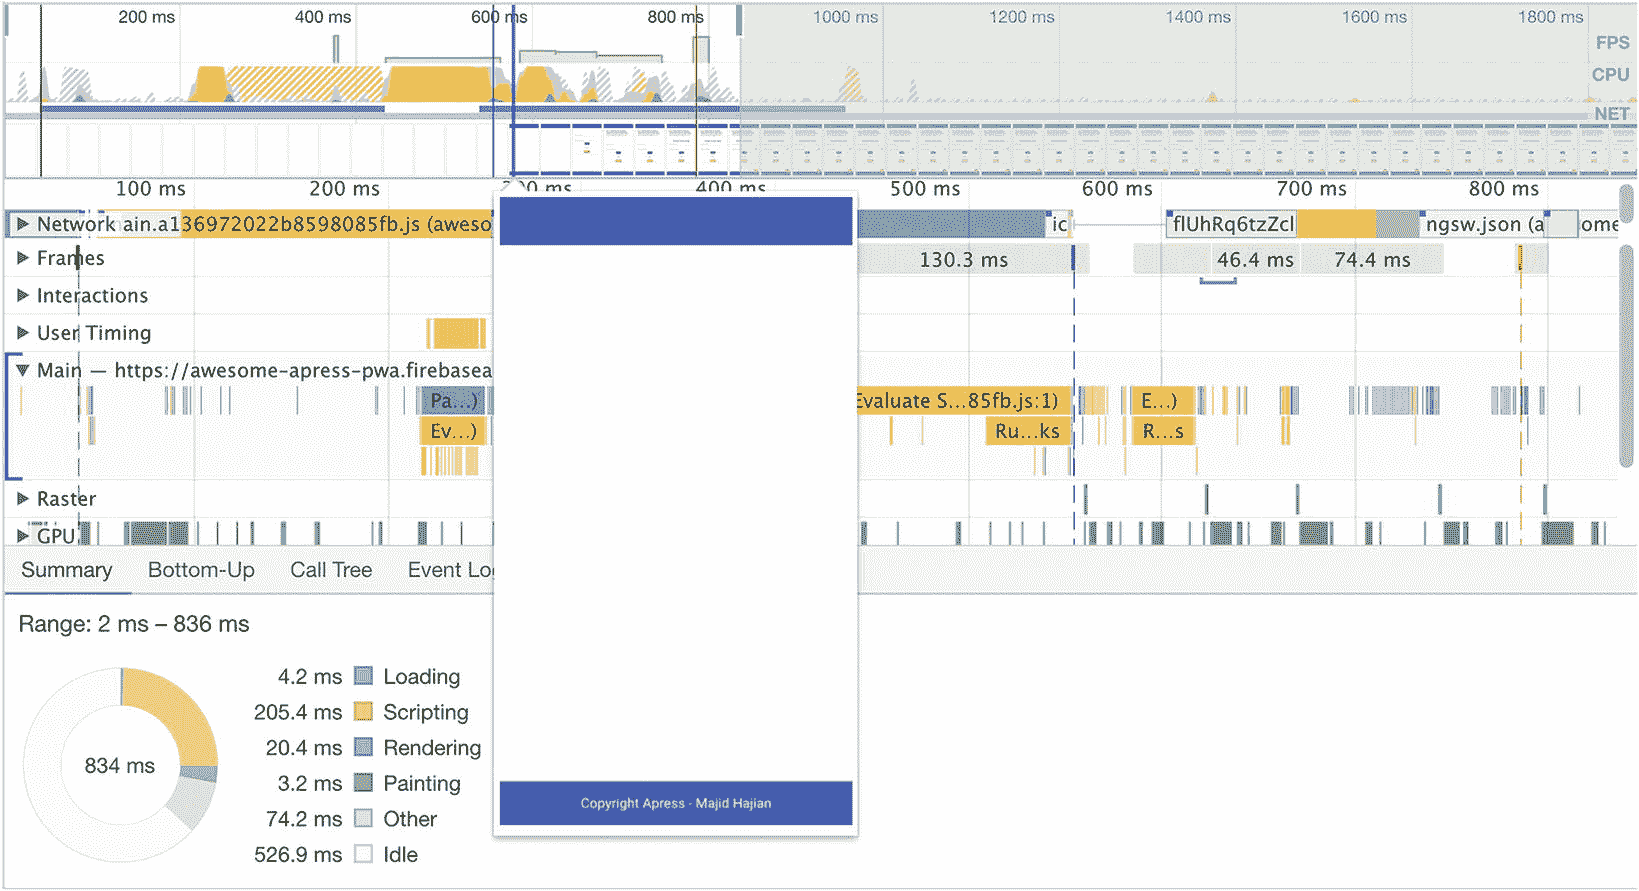 200 ms 400 ms 600 ms 800 ms 1000 ms 1200 ms 1400 ms 1600 ms 1800 ms
FPS
CPU
NET
100 ms 200 ms 300 ms 400 ms 500 ms 600 ms 700 ms 800 ms
Network ain.a136972022b8598085fb.js (aweso ic flUhRq6tzZcl ngsw.json (a ome
Frames 130.3 ms 46.4 ms 74.4 ms
Interactions
User Timing
Main — https://awesome-apress-pwa.firebasea
Pa...) Evaluate S...85fb.js:1) E...)
Ev...) Ru...ks R...s
Raster
GPU
Summary Bottom-Up Call Tree Event Log
Range: 2 ms – 836 ms
834 ms
4.2 ms Loading
205.4 ms Scripting
20.4 ms Rendering
3.2 ms Painting
74.2 ms Other
526.9 ms Idle
Copyright Apress - Majid Hajian